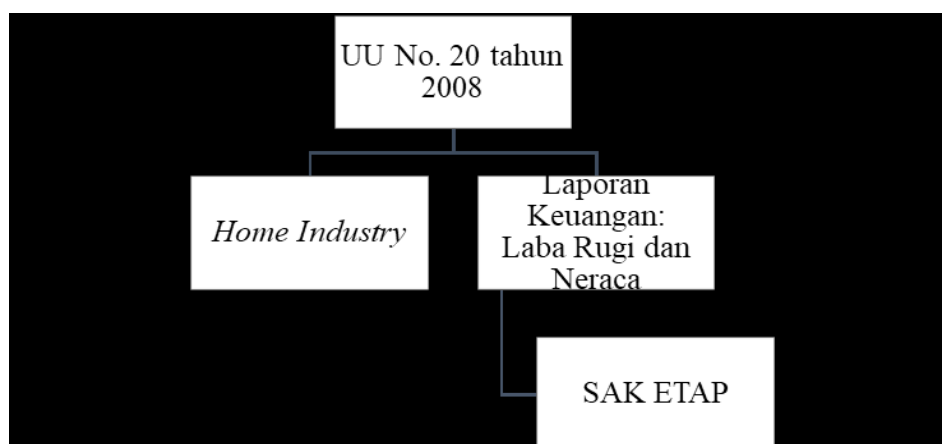 UU No. 20 tahun
2008
Home Industry
Laporan
Keuangan:
Laba Rugi dan
Neraca
SAK ETAP